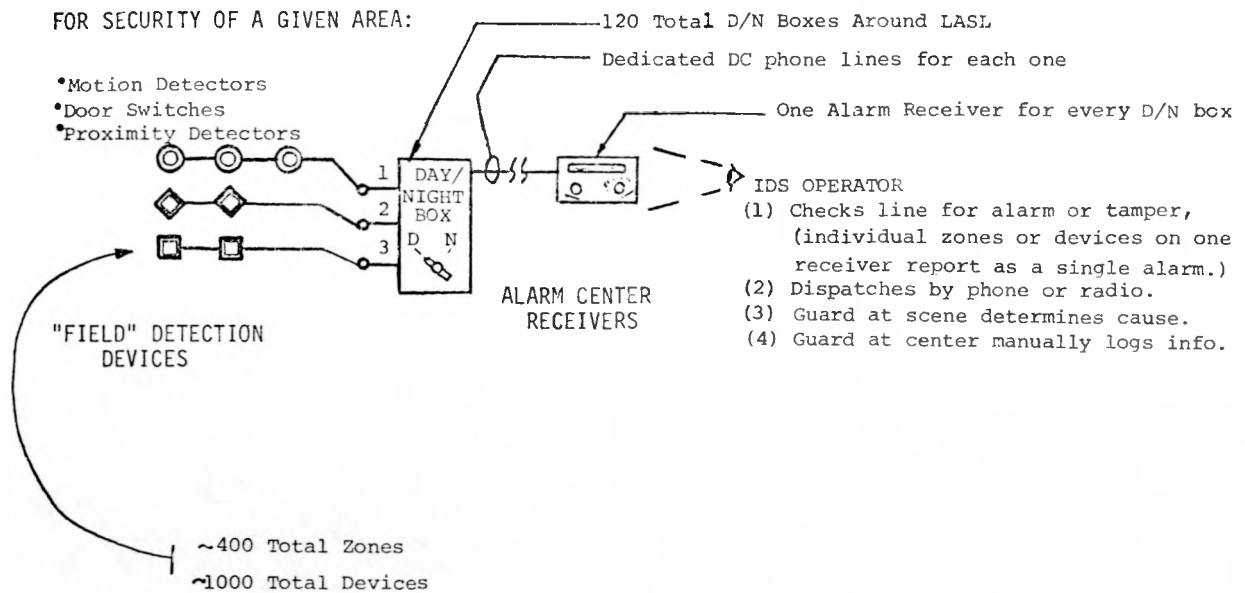 FOR SECURITY OF A GIVEN AREA:
120 Total D/N Boxes Around LASL
Dedicated DC phone lines for each one
•Motion Detectors
•Door Switches
•Proximity Detectors
One Alarm Receiver for every D/N box
1
2
3
DAY/
NIGHT
BOX
D N
IDS OPERATOR
(1) Checks line for alarm or tamper,
(individual zones or devices on one
receiver report as a single alarm.)
(2) Dispatches by phone or radio.
(3) Guard at scene determines cause.
(4) Guard at center manually logs info.
ALARM CENTER
RECEIVERS
"FIELD" DETECTION
DEVICES
~400 Total Zones
~1000 Total Devices